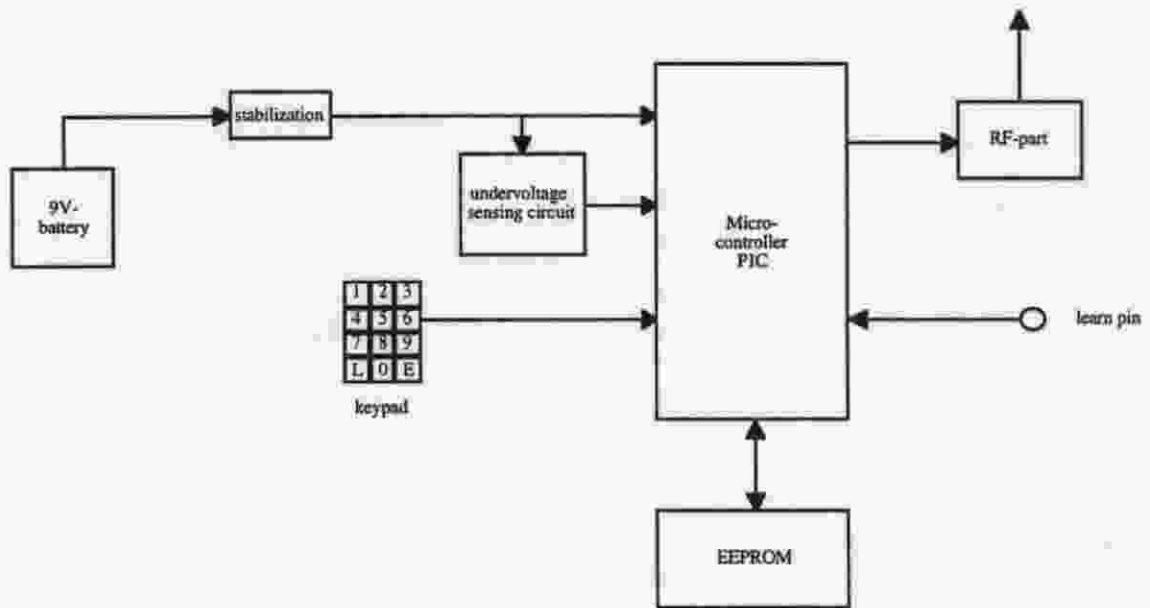 stabilization
9V-
battery
undervoltage
sensing circuit
Micro-
controller
PIC
RF-part
1 2 3
4 5 6
7 8 9
L 0 E
keypad
learn pin
EEPROM